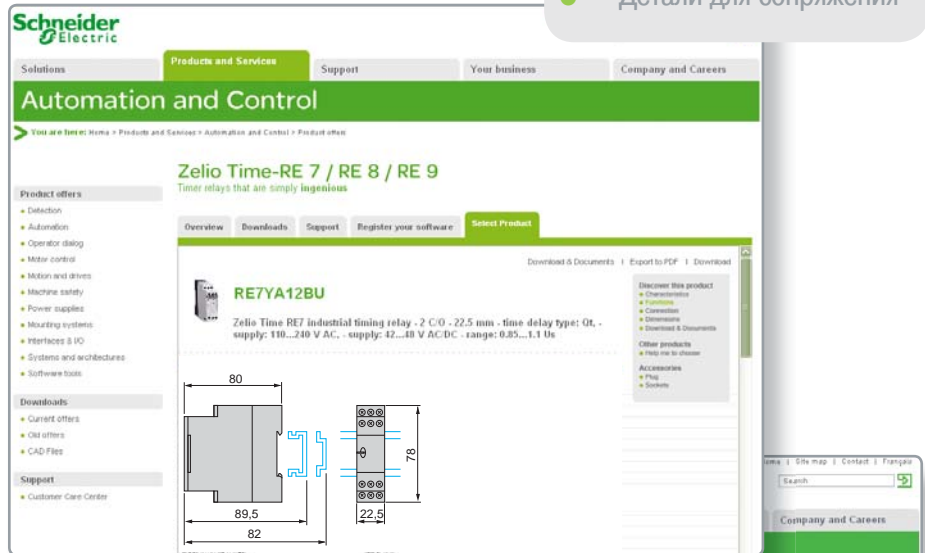 Детали для сопряжения
Schneider
Electric
Solutions
Products and Services
Support
Your business
Company and Careers
Automation and Control
You are here: Home > Products and Services > Automation and Control > Product offers
Zelio Time-RE 7 / RE 8 / RE 9
Timer relays that are simply ingenious
Product offers
Detection
Automation
Operator dialog
Motor control
Motion and drives
Machine safety
Power supplies
Mounting systems
Interfaces & I/O
Systems and architectures
Software tools
Downloads
Current offers
Old offers
CAD Files
Support
Customer Care Center
Overview
Downloads
Support
Register your software
Select Product
Download & Documents | Export to PDF | Download
RE7YA12BU
Zelio Time RE7 industrial timing relay - 2 C/O - 22.5 mm - time delay type: Qt, -
supply: 110...240 V AC, - supply: 42...48 V AC/DC - range: 0.85...1.1 Us
Discover this product
Characteristics
Functions
Connection
Dimensions
Download & Documents
Other products
Help me to choose
Accessories
Plug
Sockets
80
78
89,5
22,5
82
Home | Site map | Contact | Français
Search
Company and Careers